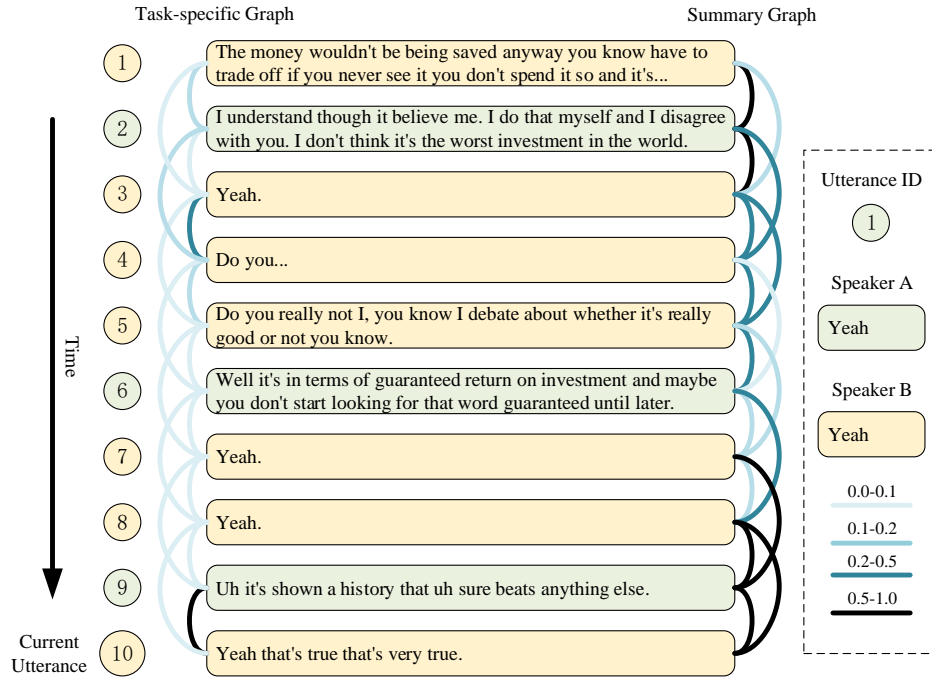 Task-specific Graph
Summary Graph
1
The money wouldn't be being saved anyway you know have to
trade off if you never see it you don't spend it so and it's...
2
I understand though it believe me. I do that myself and I disagree
with you. I don't think it's the worst investment in the world.
3
Yeah.
4
Do you...
5
Do you really not I, you know I debate about whether it's really
good or not you know.
6
Well it's in terms of guaranteed return on investment and maybe
you don't start looking for that word guaranteed until later.
7
Yeah.
8
Yeah.
9
Uh it's shown a history that uh sure beats anything else.
Current
Utterance
10
Yeah that's true that's very true.
Time
Utterance ID
1
Speaker A
Yeah
Speaker B
Yeah
0.0-0.1
0.1-0.2
0.2-0.5
0.5-1.0